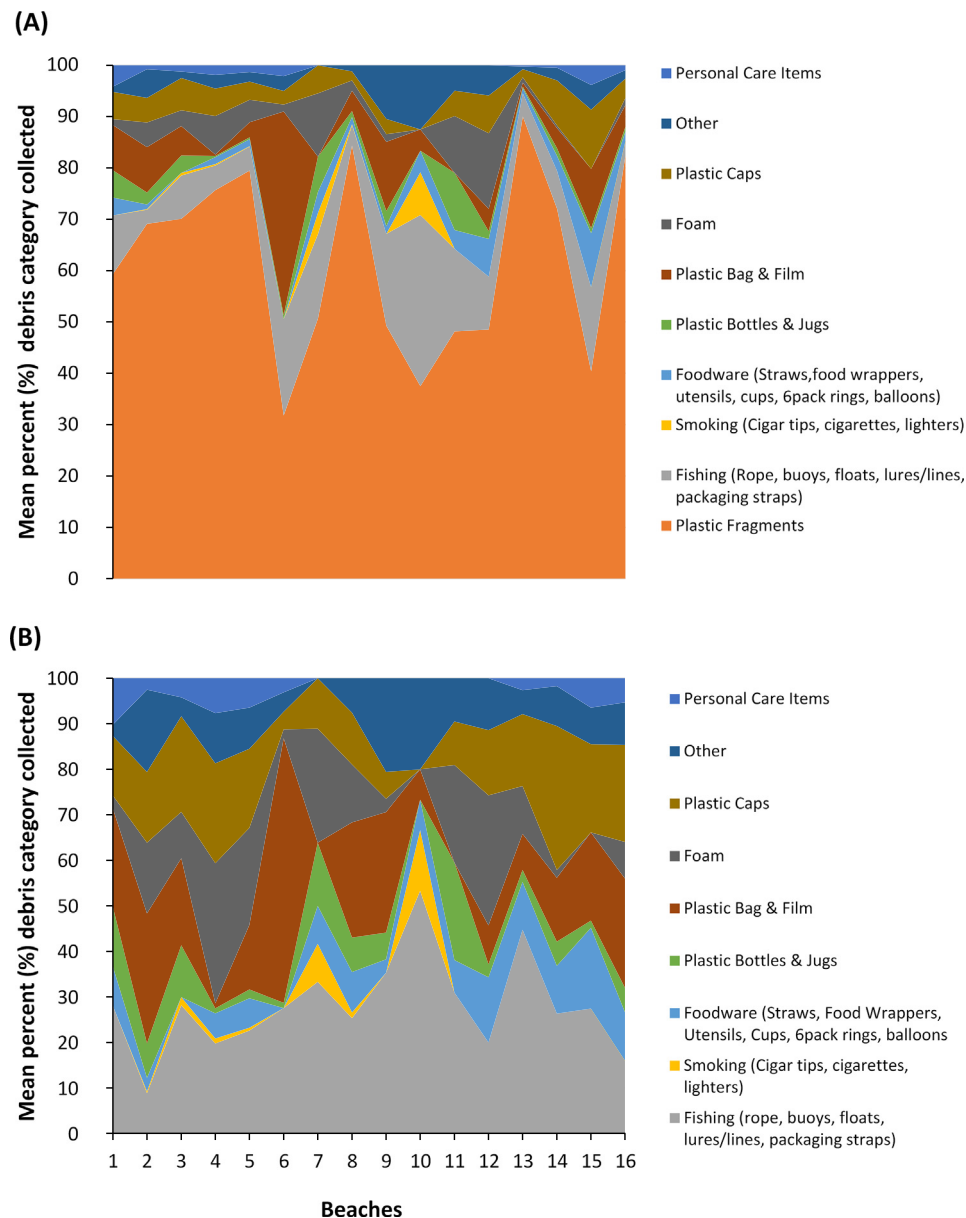 (A)
Mean percent (%) debris category collected
100
90
80
70
60
50
40
30
20
10
0
Personal Care Items
Other
Plastic Caps
Foam
Plastic Bag & Film
Plastic Bottles & Jugs
Foodware (Straws,food wrappers,
utensils, cups, 6pack rings, balloons)
Smoking (Cigar tips, cigarettes, lighters)
Fishing (Rope, buoys, floats, lures/lines,
packaging straps)
Plastic Fragments
(B)
Mean percent (%) debris category collected
100
90
80
70
60
50
40
30
20
10
0
1 2 3 4 5 6 7 8 9 10 11 12 13 14 15 16
Beaches
Personal Care Items
Other
Plastic Caps
Foam
Plastic Bag & Film
Plastic Bottles & Jugs
Foodware (Straws, Food Wrappers,
Utensils, Cups, 6pack rings, balloons
Smoking (Cigar tips, cigarettes,
lighters)
Fishing (rope, buoys, floats,
lures/lines, packaging straps)